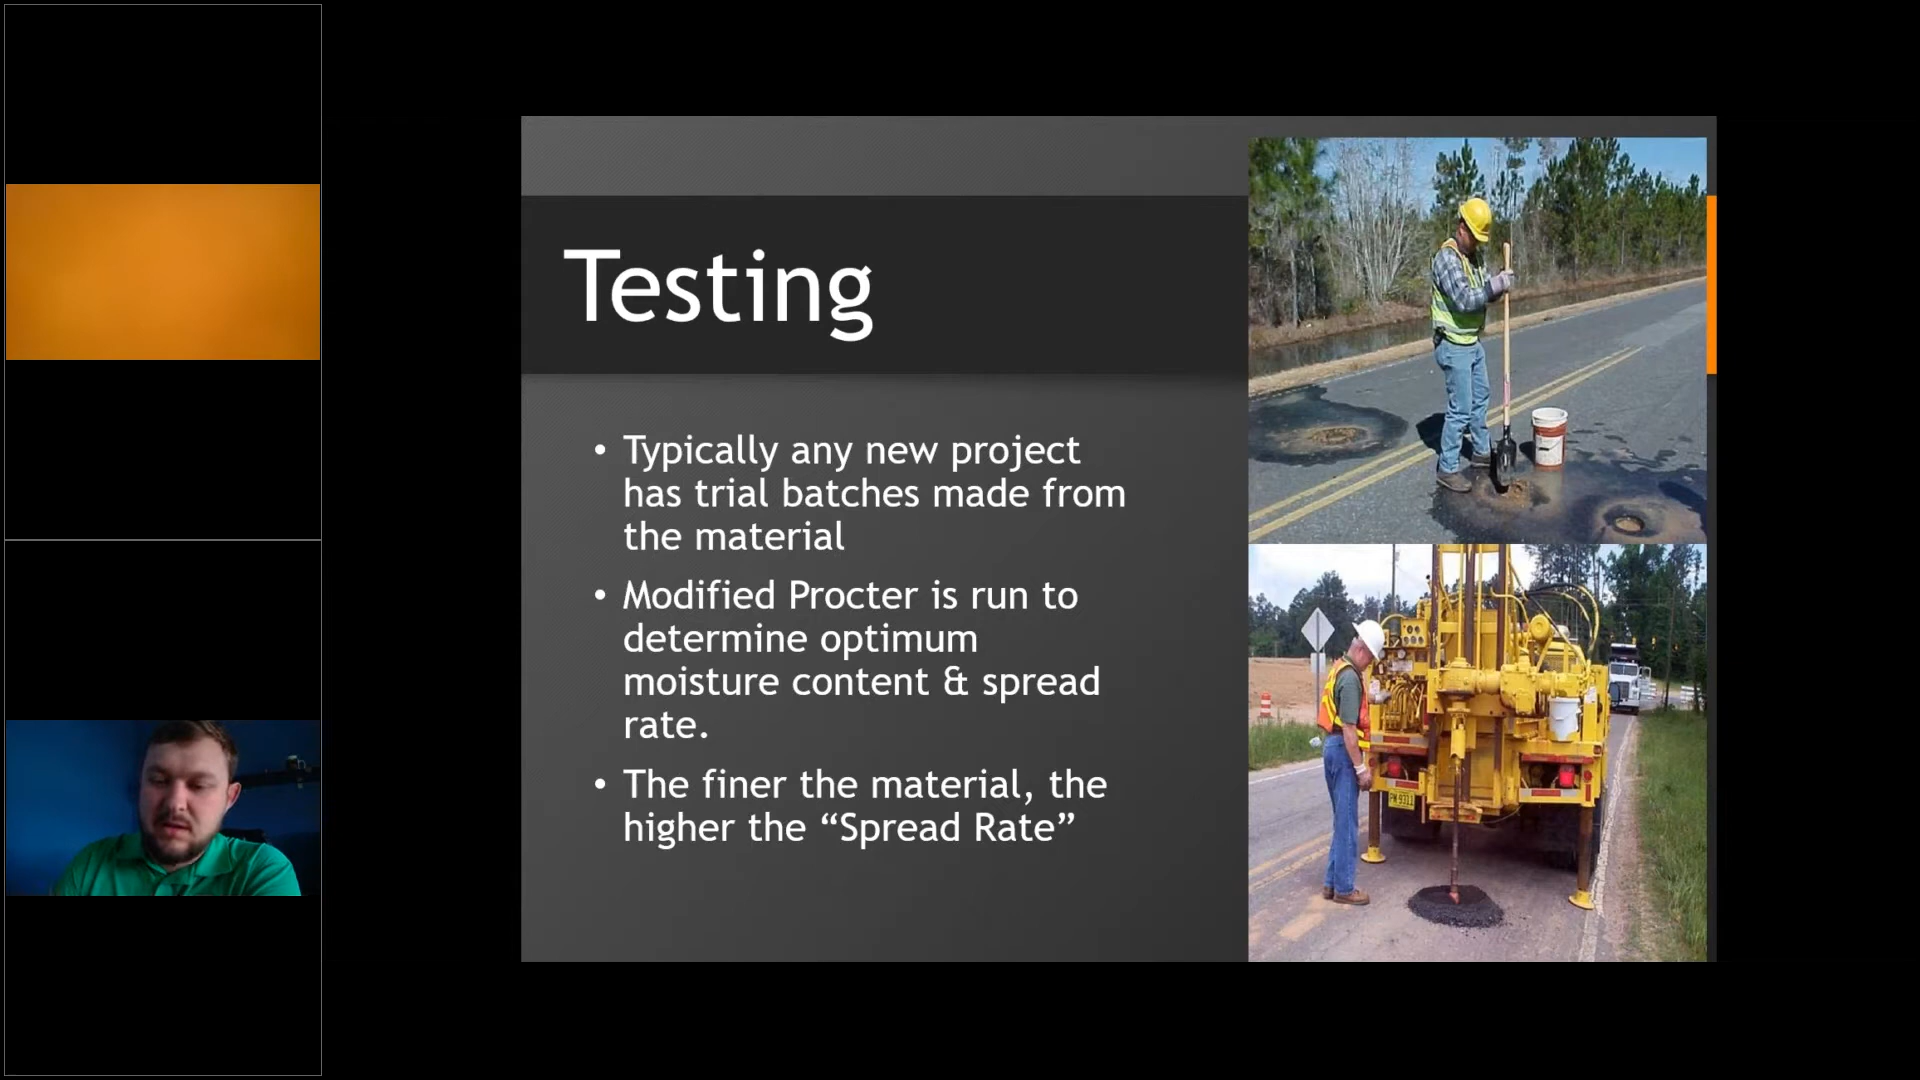 Testing
• Typically any new project
has trial batches made from
the material
• Modified Procter is run to
determine optimum
moisture content & spread
rate.
• The finer the material, the
higher the “Spread Rate”